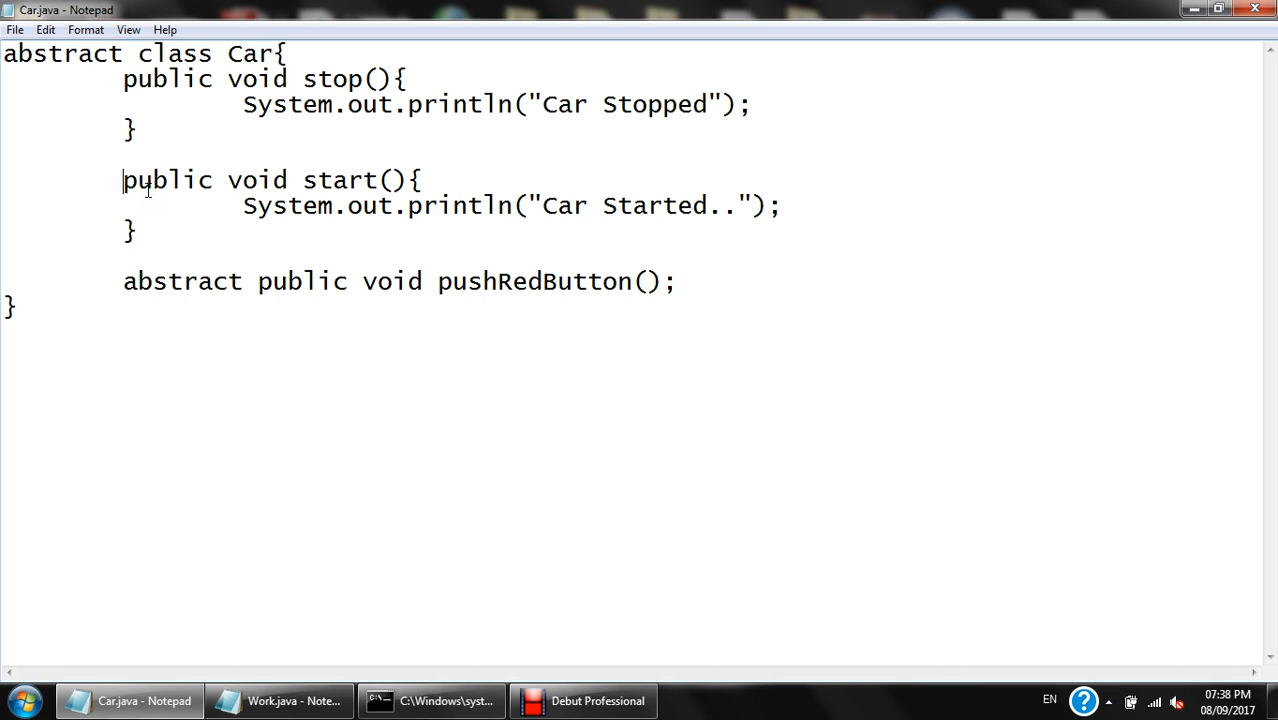 Car.java - Notepad
File Edit Format View Help
abstract class Car{
public void stop(){
System.out.println("Car Stopped");
}
public void start(){
System.out.println("Car Started..");
}
abstract public void pushRedButton();
}
Car.java - Notepad Work.java - Note... C:\Windows\syst... Debut Professional EN 07:38 PM
08/09/2017